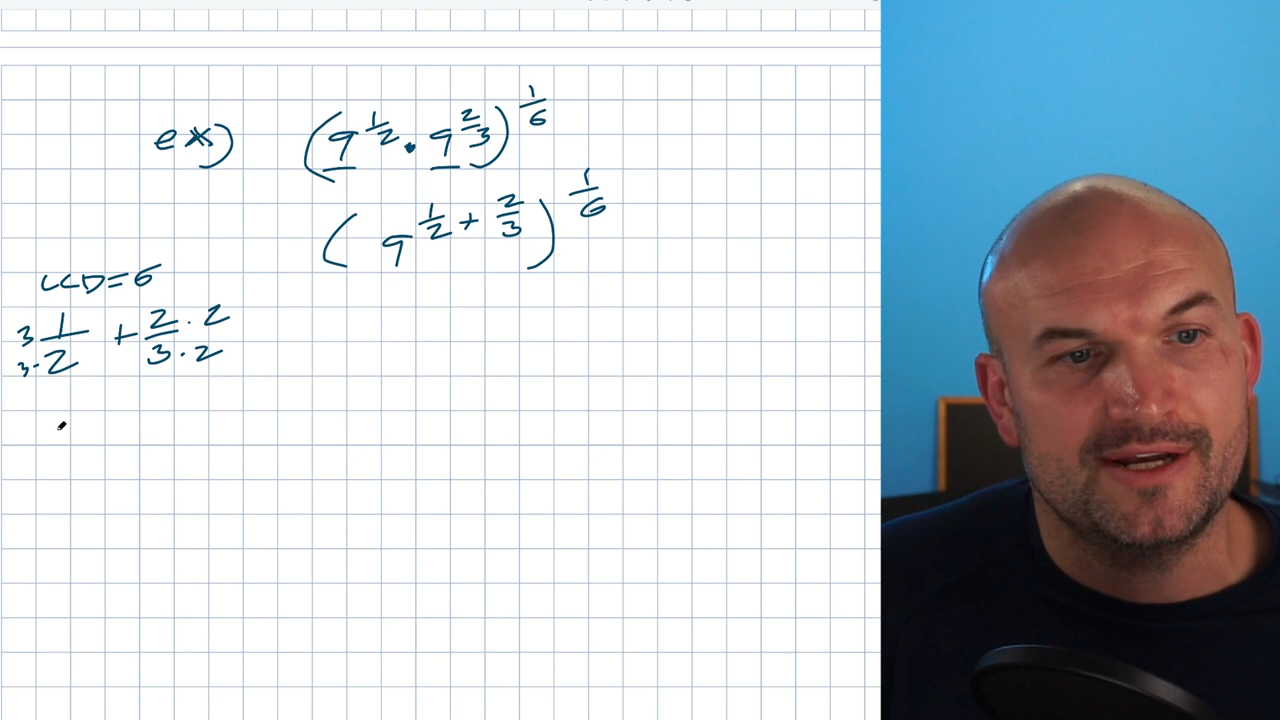 ex) (9^{1/2} · 9^{2/3})^{1/6}
(9^{1/2 + 2/3})^{1/6}
LCD=6
3·1/3·2 + 2·2/3·2